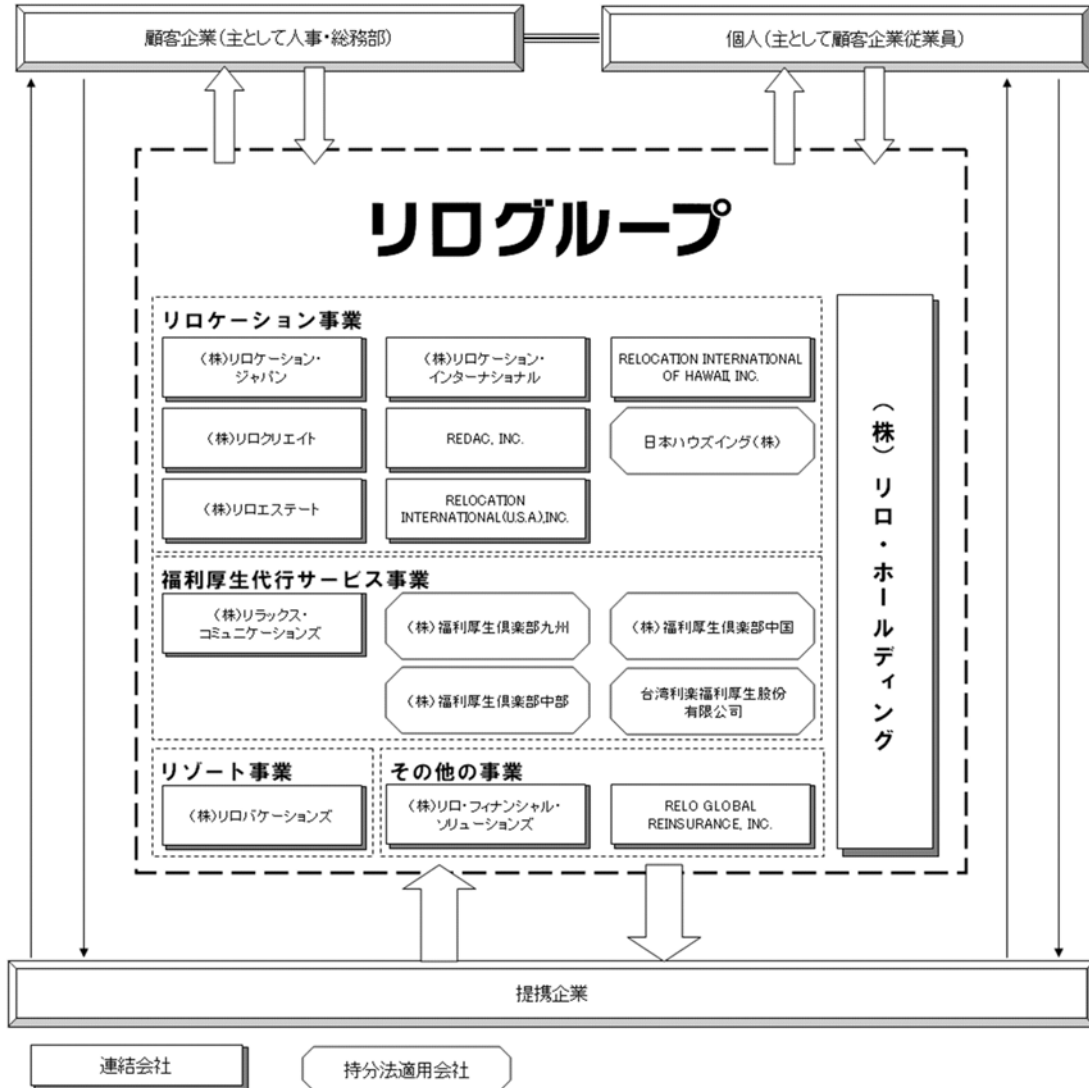 顧客企業(主として人事・総務部)
個人(主として顧客企業従業員)
リログループ
リロケーション事業
(株)リロケーション・
ジャパン
(株)リロケーション・
インターナショナル
RELOCATION INTERNATIONAL
OF HAWAII, INC.
(株)リロクリエイト
REDAC, INC.
日本ハウズイング(株)
(株)リロエステート
RELOCATION
INTERNATIONAL(U.S.A),INC.
福利厚生代行サービス事業
(株)リラックス・
コミュニケーションズ
(株)福利厚生倶楽部九州
(株)福利厚生倶楽部中国
(株)福利厚生倶楽部中部
台湾利楽福利厚生股份
有限公司
リゾート事業
(株)リロバケーションズ
その他の事業
(株)リロ・フィナンシャル・
ソリューションズ
RELO GLOBAL
REINSURANCE, INC.
(株)リロ・ホールディング
提携企業
連結会社
持分法適用会社